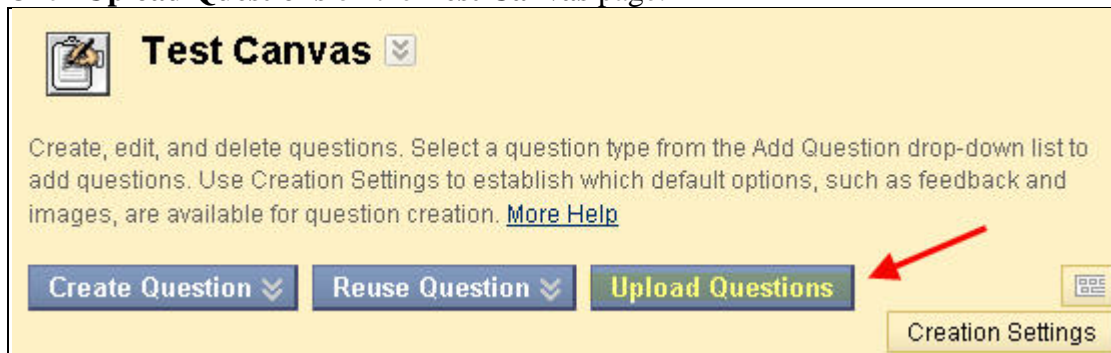 Test Canvas
Create, edit, and delete questions. Select a question type from the Add Question drop-down list to
add questions. Use Creation Settings to establish which default options, such as feedback and
images, are available for question creation. More Help
Create Question Reuse Question Upload Questions
Creation Settings